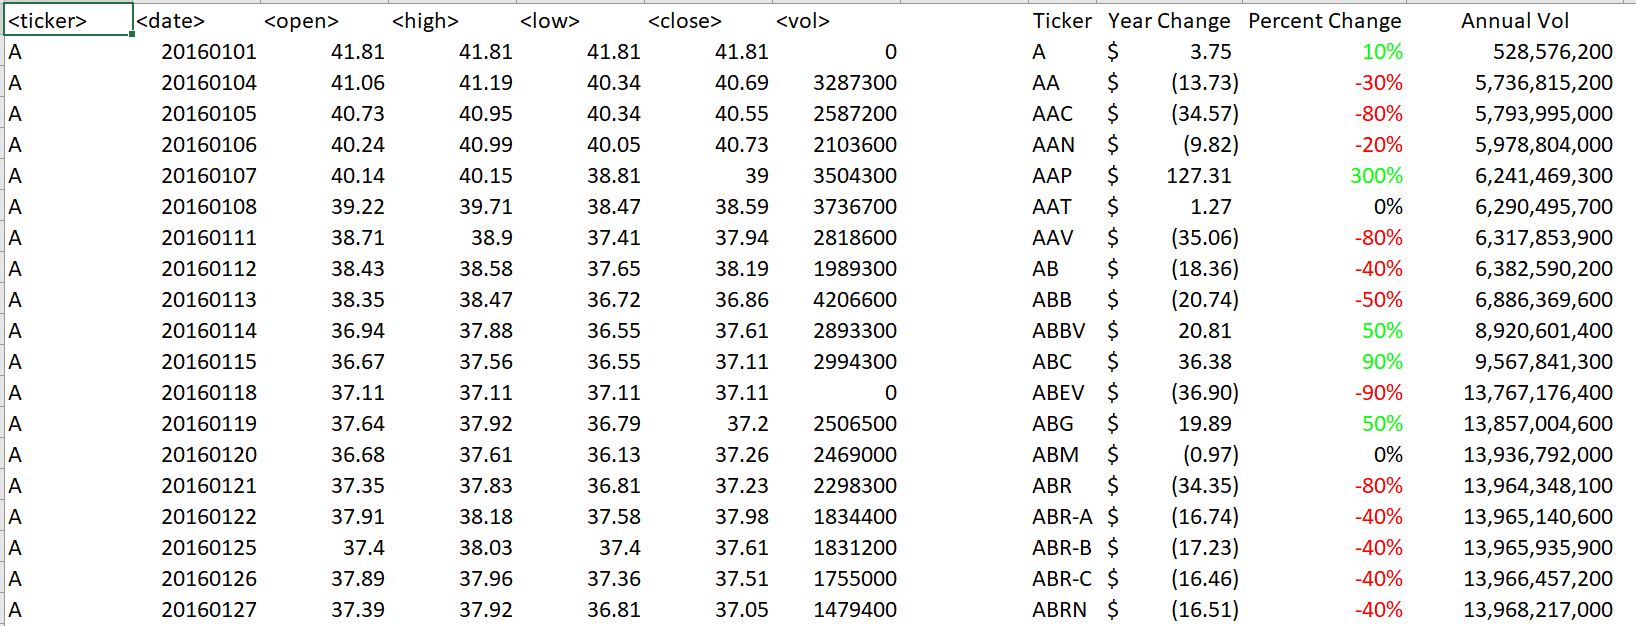 <ticker> <date> <open> <high> <low> <close> <vol> Ticker Year Change Percent Change Annual Vol
A 20160101 41.81 41.81 41.81 41.81 0 A $ 3.75 10% 528,576,200
A 20160104 41.06 41.19 40.34 40.69 3287300 AA $ (13.73) -30% 5,736,815,200
A 20160105 40.73 40.95 40.34 40.55 2587200 AAC $ (34.57) -80% 5,793,995,000
A 20160106 40.24 40.99 40.05 40.73 2103600 AAN $ (9.82) -20% 5,978,804,000
A 20160107 40.14 40.15 38.81 39 3504300 AAP $ 127.31 300% 6,241,469,300
A 20160108 39.22 39.71 38.47 38.59 3736700 AAT $ 1.27 0% 6,290,495,700
A 20160111 38.71 38.9 37.41 37.94 2818600 AAV $ (35.06) -80% 6,317,853,900
A 20160112 38.43 38.58 37.65 38.19 1989300 AB $ (18.36) -40% 6,382,590,200
A 20160113 38.35 38.47 36.72 36.86 4206600 ABB $ (20.74) -50% 6,886,369,600
A 20160114 36.94 37.88 36.55 37.61 2893300 ABBV $ 20.81 50% 8,920,601,400
A 20160115 36.67 37.56 36.55 37.11 2994300 ABC $ 36.38 90% 9,567,841,300
A 20160118 37.11 37.11 37.11 37.11 0 ABEV $ (36.90) -90% 13,767,176,400
A 20160119 37.64 37.92 36.79 37.2 2506500 ABG $ 19.89 50% 13,857,004,600
A 20160120 36.68 37.61 36.13 37.26 2469000 ABM $ (0.97) 0% 13,936,792,000
A 20160121 37.35 37.83 36.81 37.23 2298300 ABR $ (34.35) -80% 13,964,348,100
A 20160122 37.91 38.18 37.58 37.98 1834400 ABR-A $ (16.74) -40% 13,965,140,600
A 20160125 37.4 38.03 37.4 37.61 1831200 ABR-B $ (17.23) -40% 13,965,935,900
A 20160126 37.89 37.96 37.36 37.51 1755000 ABR-C $ (16.46) -40% 13,966,457,200
A 20160127 37.39 37.92 36.81 37.05 1479400 ABRN $ (16.51) -40% 13,968,217,000